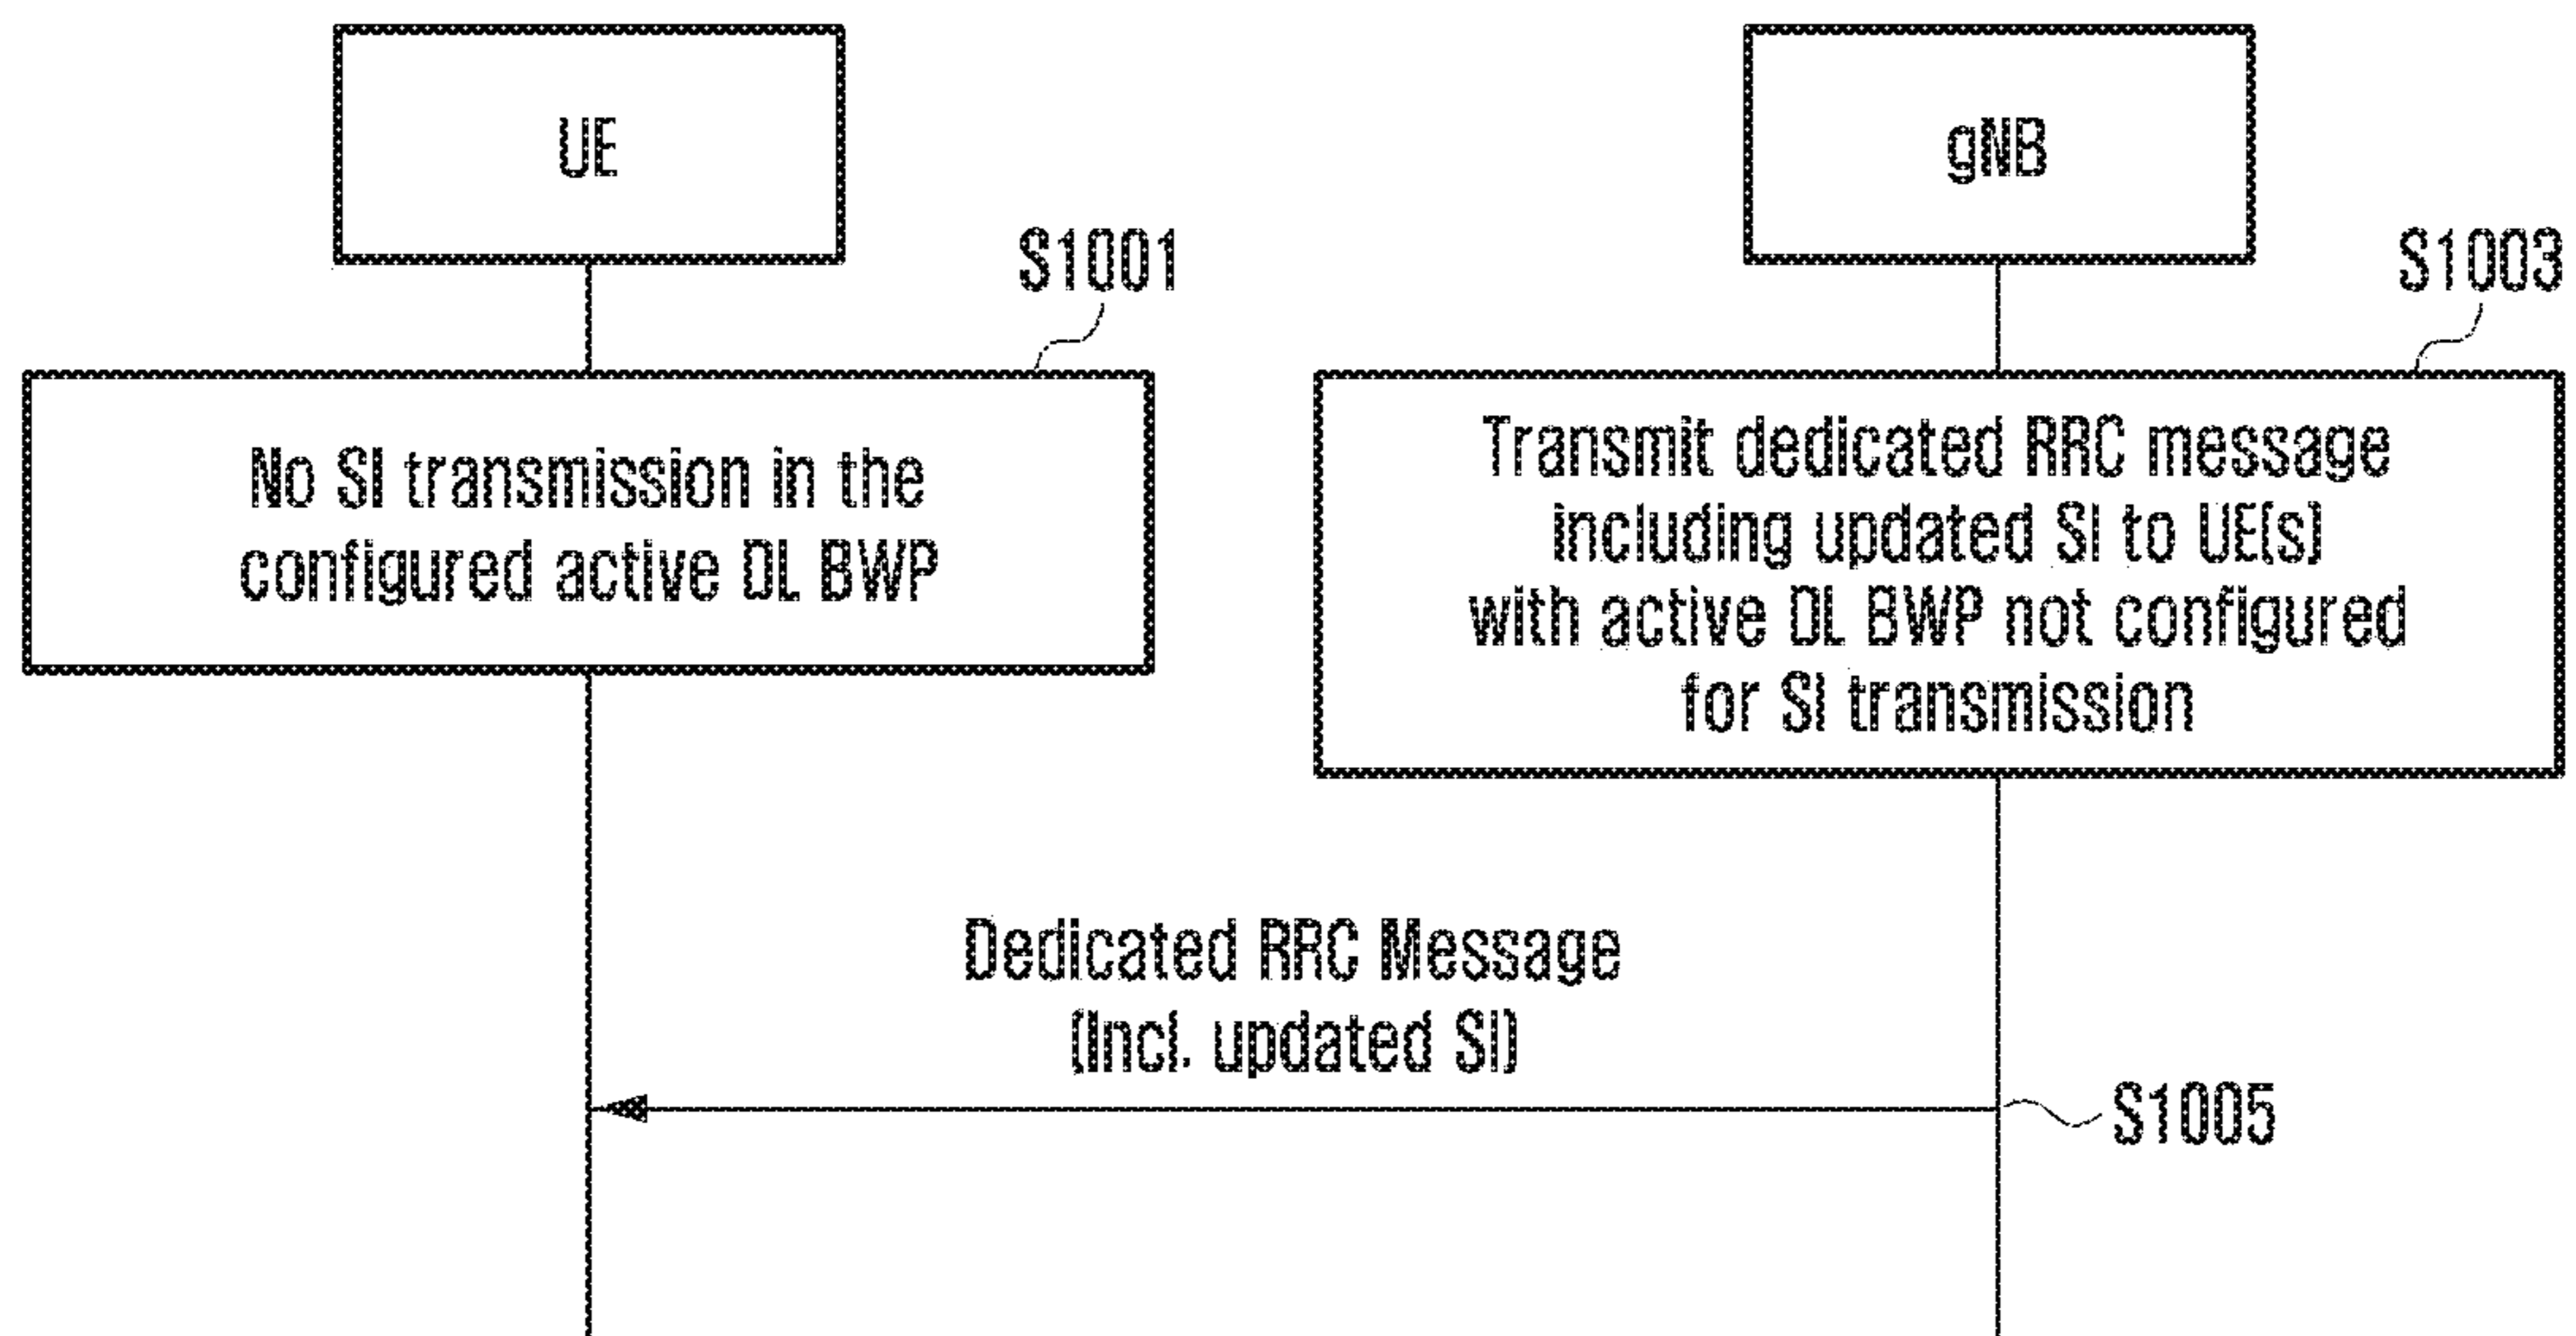 UE
gNB
S1001
S1003
No SI transmission in the
configured active DL BWP
Transmit dedicated RRC message
including updated SI to UE(s)
with active DL BWP not configured
for SI transmission
Dedicated RRC Message
(Incl. updated SI)
S1005